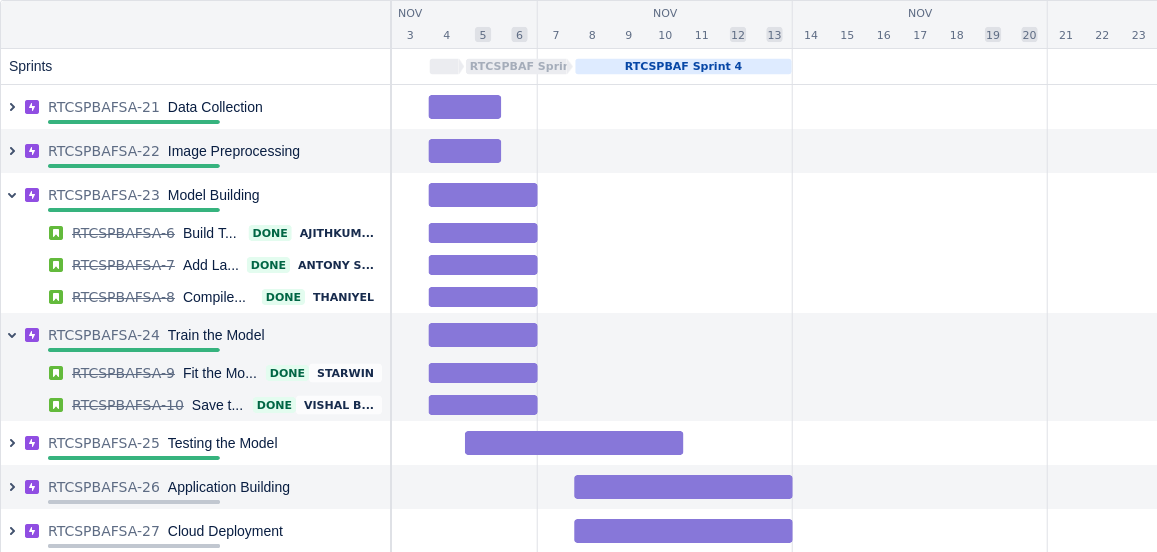 NOV NOV NOV
3 4 5 6 7 8 9 10 11 12 13 14 15 16 17 18 19 20 21 22 23
Sprints RTCSPBAF Sprin RTCSPBAF Sprint 4
RTCSPBAFSA-21 Data Collection
RTCSPBAFSA-22 Image Preprocessing
RTCSPBAFSA-23 Model Building
RTCSPBAFSA-6 Build T... DONE AJITHKUM...
RTCSPBAFSA-7 Add La... DONE ANTONY S...
RTCSPBAFSA-8 Compile... DONE THANIYEL
RTCSPBAFSA-24 Train the Model
RTCSPBAFSA-9 Fit the Mo... DONE STARWIN
RTCSPBAFSA-10 Save t... DONE VISHAL B...
RTCSPBAFSA-25 Testing the Model
RTCSPBAFSA-26 Application Building
RTCSPBAFSA-27 Cloud Deployment